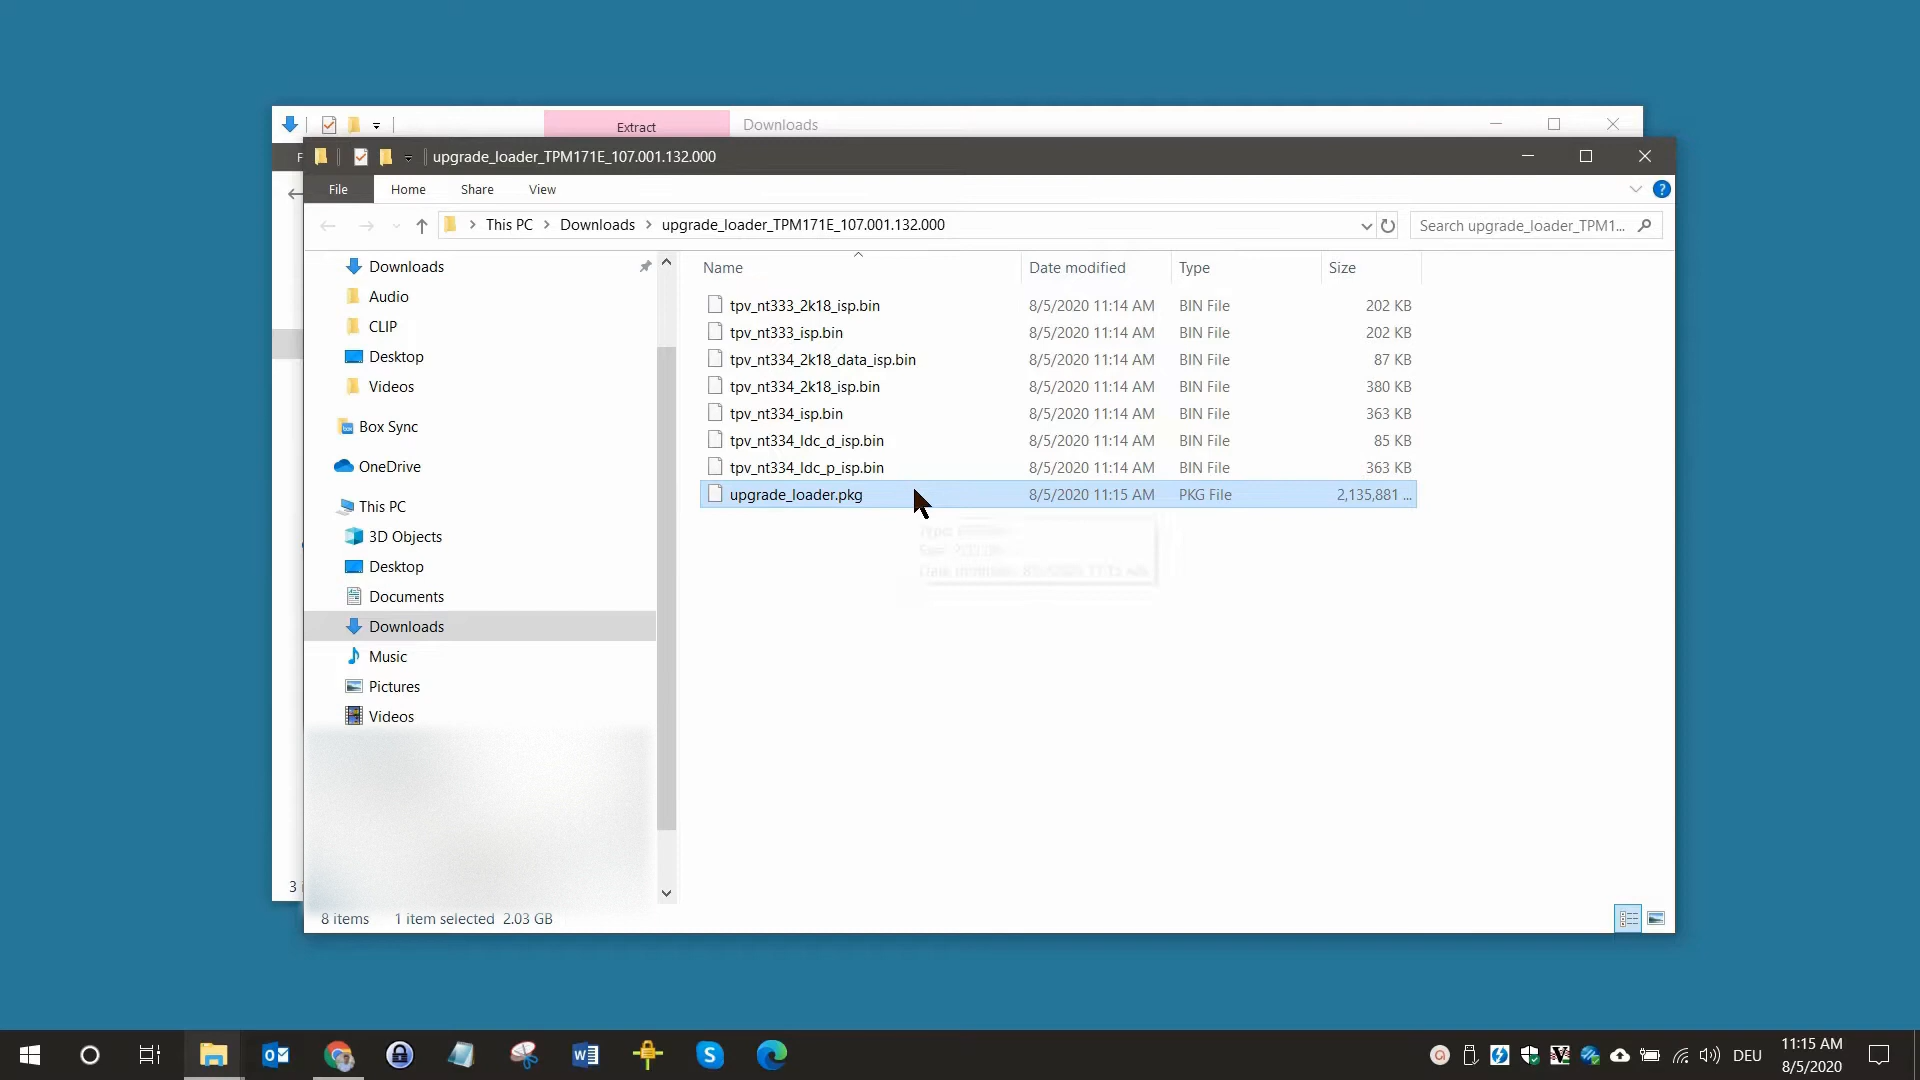 Extract
Downloads
F
upgrade_loader_TPM171E_107.001.132.000
File Home Share View
This PC > Downloads > upgrade_loader_TPM171E_107.001.132.000
Search upgrade_loader_TPM1...
Name Date modified Type Size
Downloads
Audio
CLIP
Desktop
Videos
Box Sync
OneDrive
This PC
3D Objects
Desktop
Documents
Downloads
Music
Pictures
Videos
tpv_nt333_2k18_isp.bin 8/5/2020 11:14 AM BIN File 202 KB
tpv_nt333_isp.bin 8/5/2020 11:14 AM BIN File 202 KB
tpv_nt334_2k18_data_isp.bin 8/5/2020 11:14 AM BIN File 87 KB
tpv_nt334_2k18_isp.bin 8/5/2020 11:14 AM BIN File 380 KB
tpv_nt334_isp.bin 8/5/2020 11:14 AM BIN File 363 KB
tpv_nt334_ldc_d_isp.bin 8/5/2020 11:14 AM BIN File 85 KB
tpv_nt334_ldc_p_isp.bin 8/5/2020 11:14 AM BIN File 363 KB
upgrade_loader.pkg 8/5/2020 11:15 AM PKG File 2,135,881 ...
3
8 items 1 item selected 2.03 GB
DEU
11:15 AM
8/5/2020